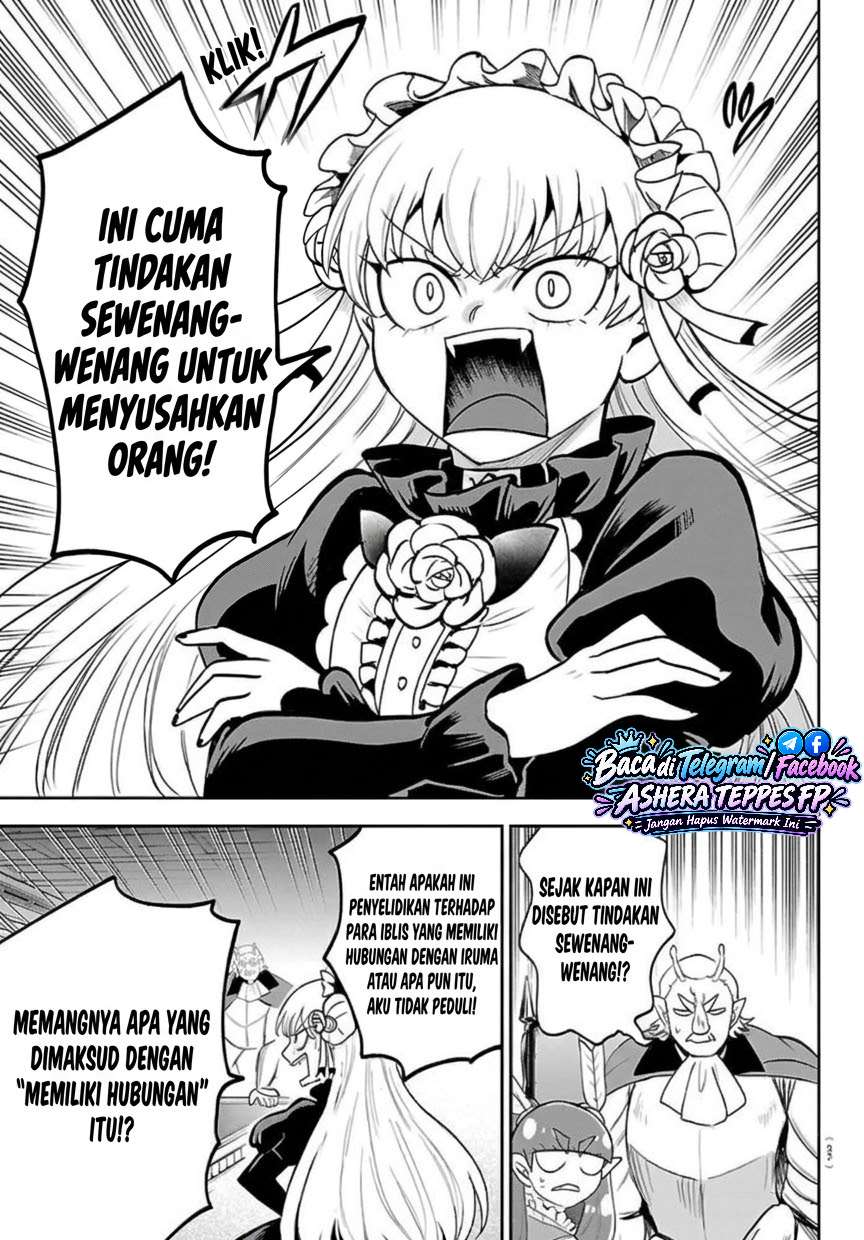 KLIK!
INI CUMA
TINDAKAN
SEWENANG-
WENANG UNTUK
MENYUSAHKAN
ORANG!
Baca di Telegram/Facebook
ASHERA TEPPES FP
Jangan Hapus Watermark Ini
SEJAK KAPAN INI
DISEBUT TINDAKAN
SEWENANG-
WENANG!?
ENTAH APAKAH INI
PENYELIDIKAN TERHADAP
PARA IBLIS YANG MEMILIKI
HUBUNGAN DENGAN IRUMA
ATAU APA PUN ITU,
AKU TIDAK PEDULI!
MEMANGNYA APA YANG
DIMAKSUD DENGAN
“MEMILIKI HUBUNGAN”
ITU!?